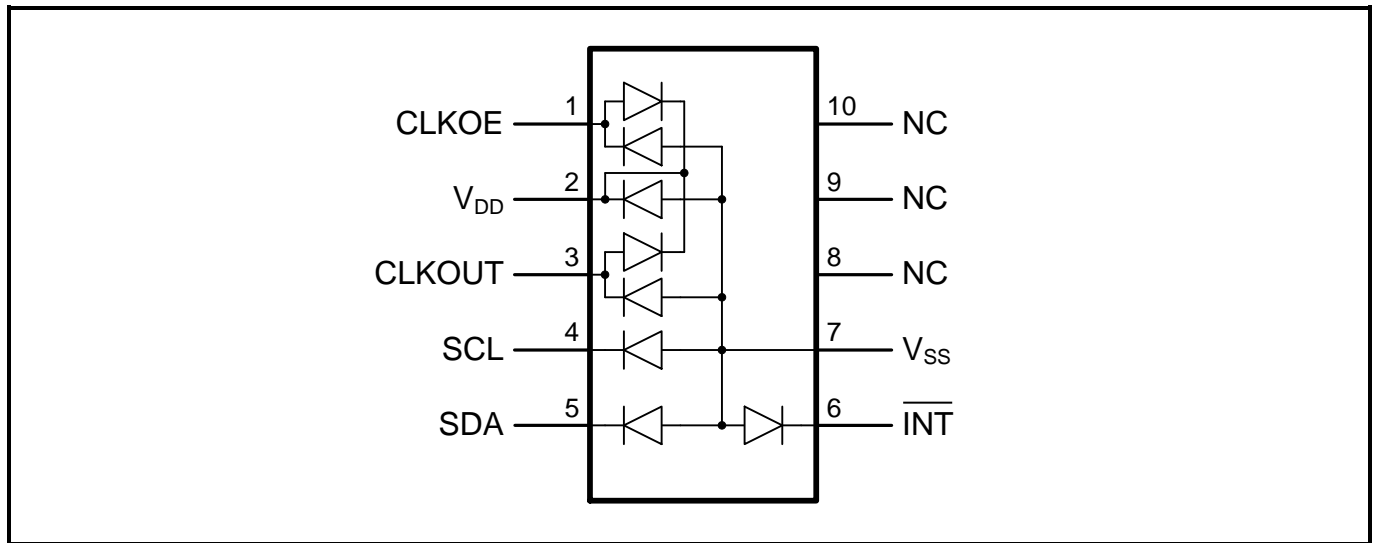 CLKOE 1 10 NC
VDD 2 9 NC
CLKOUT 3 8 NC
SCL 4 7 VSS
SDA 5 6 INT